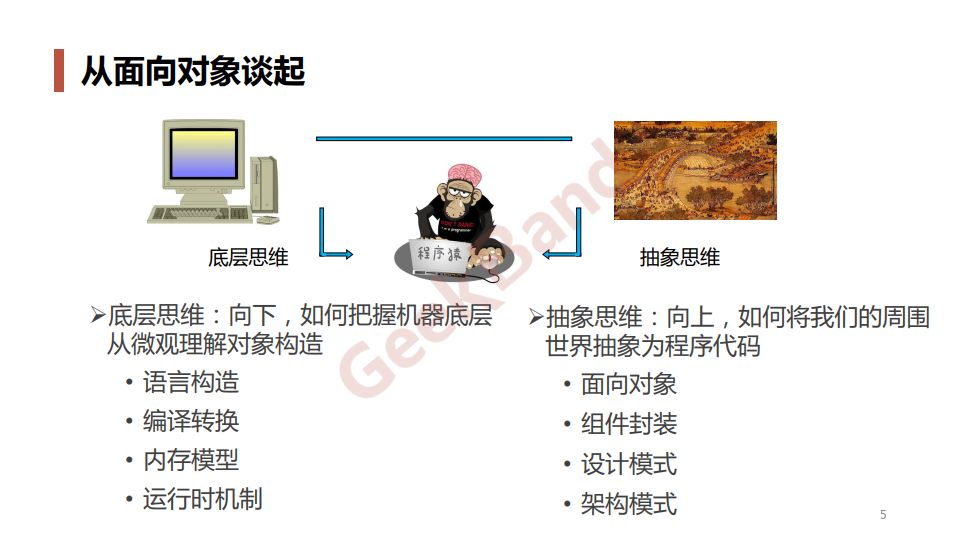 从面向对象谈起
DON'T PANIC
I am a programmer
程序猿
底层思维
抽象思维
➢底层思维：向下，如何把握机器底层
从微观理解对象构造
• 语言构造
• 编译转换
• 内存模型
• 运行时机制
➢抽象思维：向上，如何将我们的周围
世界抽象为程序代码
• 面向对象
• 组件封装
• 设计模式
• 架构模式
GeekBand
5